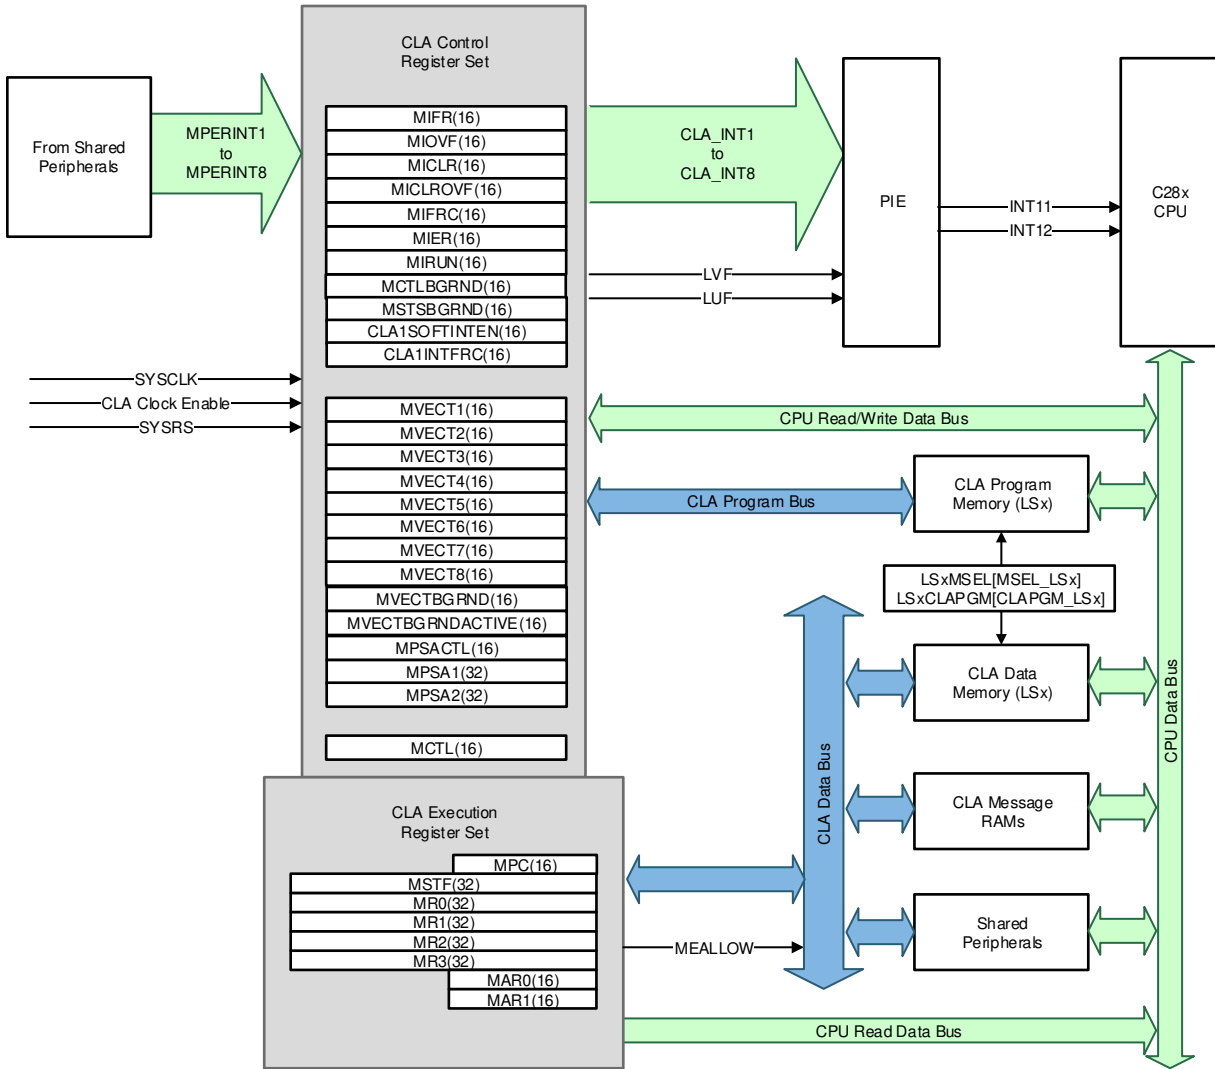 CLA Control
Register Set
From Shared
Peripherals
MPERINT1
to
MPERINT8
MIFR(16)
MIOVF(16)
MICLR(16)
MICLROVF(16)
MIFRC(16)
MIER(16)
MIRUN(16)
MCTLBGRND(16)
MSTSBGRND(16)
CLA1SOFTINTEN(16)
CLA1INTFRC(16)
CLA_INT1
to
CLA_INT8
LVF
LUF
PIE
INT11
INT12
C28x
CPU
SYSCLK
CLA Clock Enable
SYSRS
MVECT1(16)
MVECT2(16)
MVECT3(16)
MVECT4(16)
MVECT5(16)
MVECT6(16)
MVECT7(16)
MVECT8(16)
MVECTBGRND(16)
MVECTBGRNDACTIVE(16)
MPSACTL(16)
MPSA1(32)
MPSA2(32)
MCTL(16)
CPU Read/Write Data Bus
CLA Program Bus
CLA Program
Memory (LSx)
LSxMSEL[MSEL_LSx]
LSxCLAPGM[CLAPGM_LSx]
CLA Data
Memory (LSx)
CLA Data Bus
CPU Data Bus
CLA Message
RAMs
Shared
Peripherals
CLA Execution
Register Set
MPC(16)
MSTF(32)
MR0(32)
MR1(32)
MR2(32)
MR3(32)
MAR0(16)
MAR1(16)
MEALLOW
CPU Read Data Bus